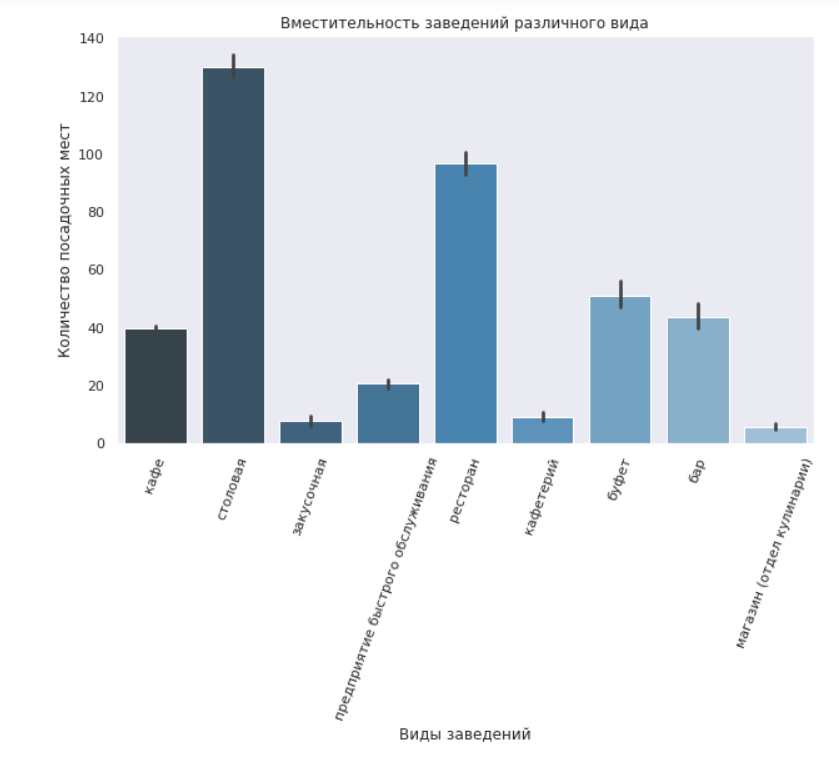 Вместительность заведений различного вида
Количество посадочных мест
140
120
100
80
60
40
20
0
кафе
столовая
закусочная
предприятие быстрого обслуживания
ресторан
кафетерий
буфет
бар
магазин (отдел кулинарии)
Виды заведений